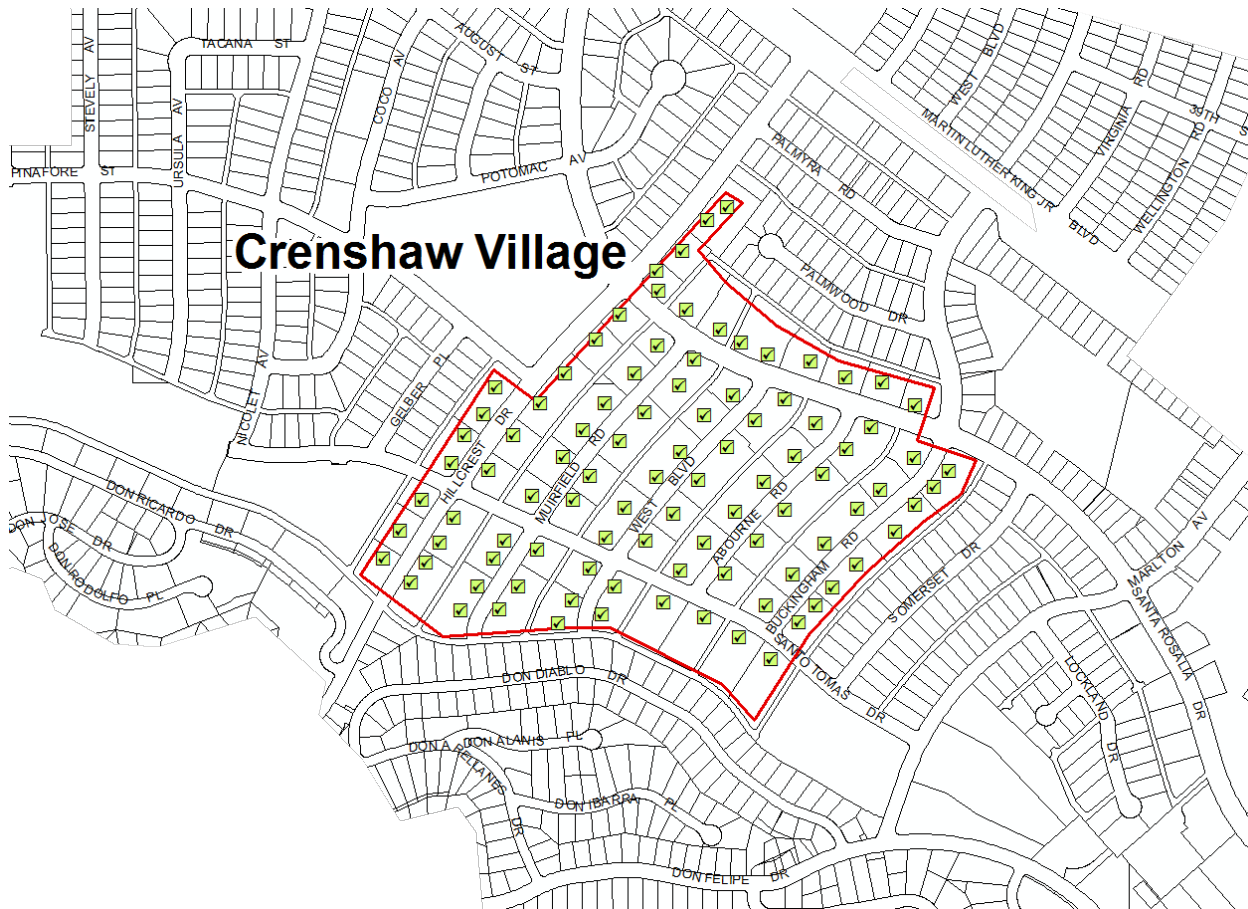 TACANA ST
STEVELY AV
URSULA AV
COCO AV
AUGUST ST
PINAFORE ST
POTOMAC AV
WEST BLVD
MARTIN LUTHER KING JR BLVD
VIRGINIA RD
39TH S
WELLINGTON RD
PALMYRA RD
PALMWOOD DR
Crenshaw Village
NICOLET AV
GELBER PL
HILLCREST DR
MUIRFIELD RD
WEST BLVD
ABOURNE RD
BUCKINGHAM RD
SOMERSET DR
SANTO TOMAS DR
MARLTON AV
SANTA ROSALIA DR
LOCKLAND DR
DON RICARDO DR
DON JOSE DR
DON RODOLFO PL
DON DIABLO DR
DON ALANIS PL
DON A
RELLANES DR
DON IBARRA PL
DON FELIPE DR